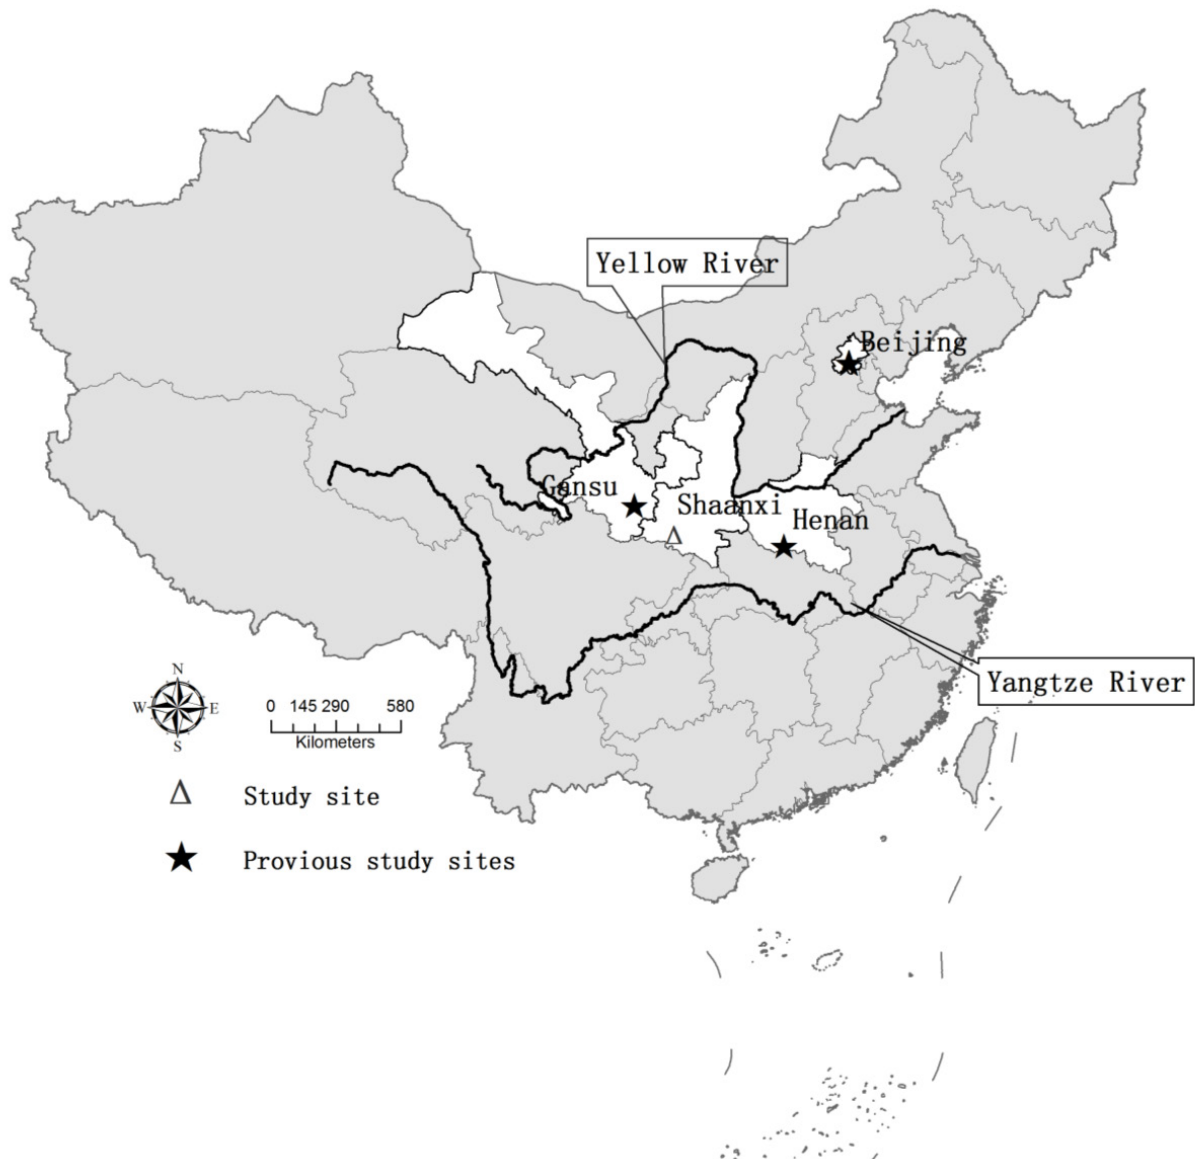 Yellow River
Beijing
Gansu
Shaanxi
Henan
Yangtze River
N
W E
S
0 145 290 580
Kilometers
Study site
Provious study sites